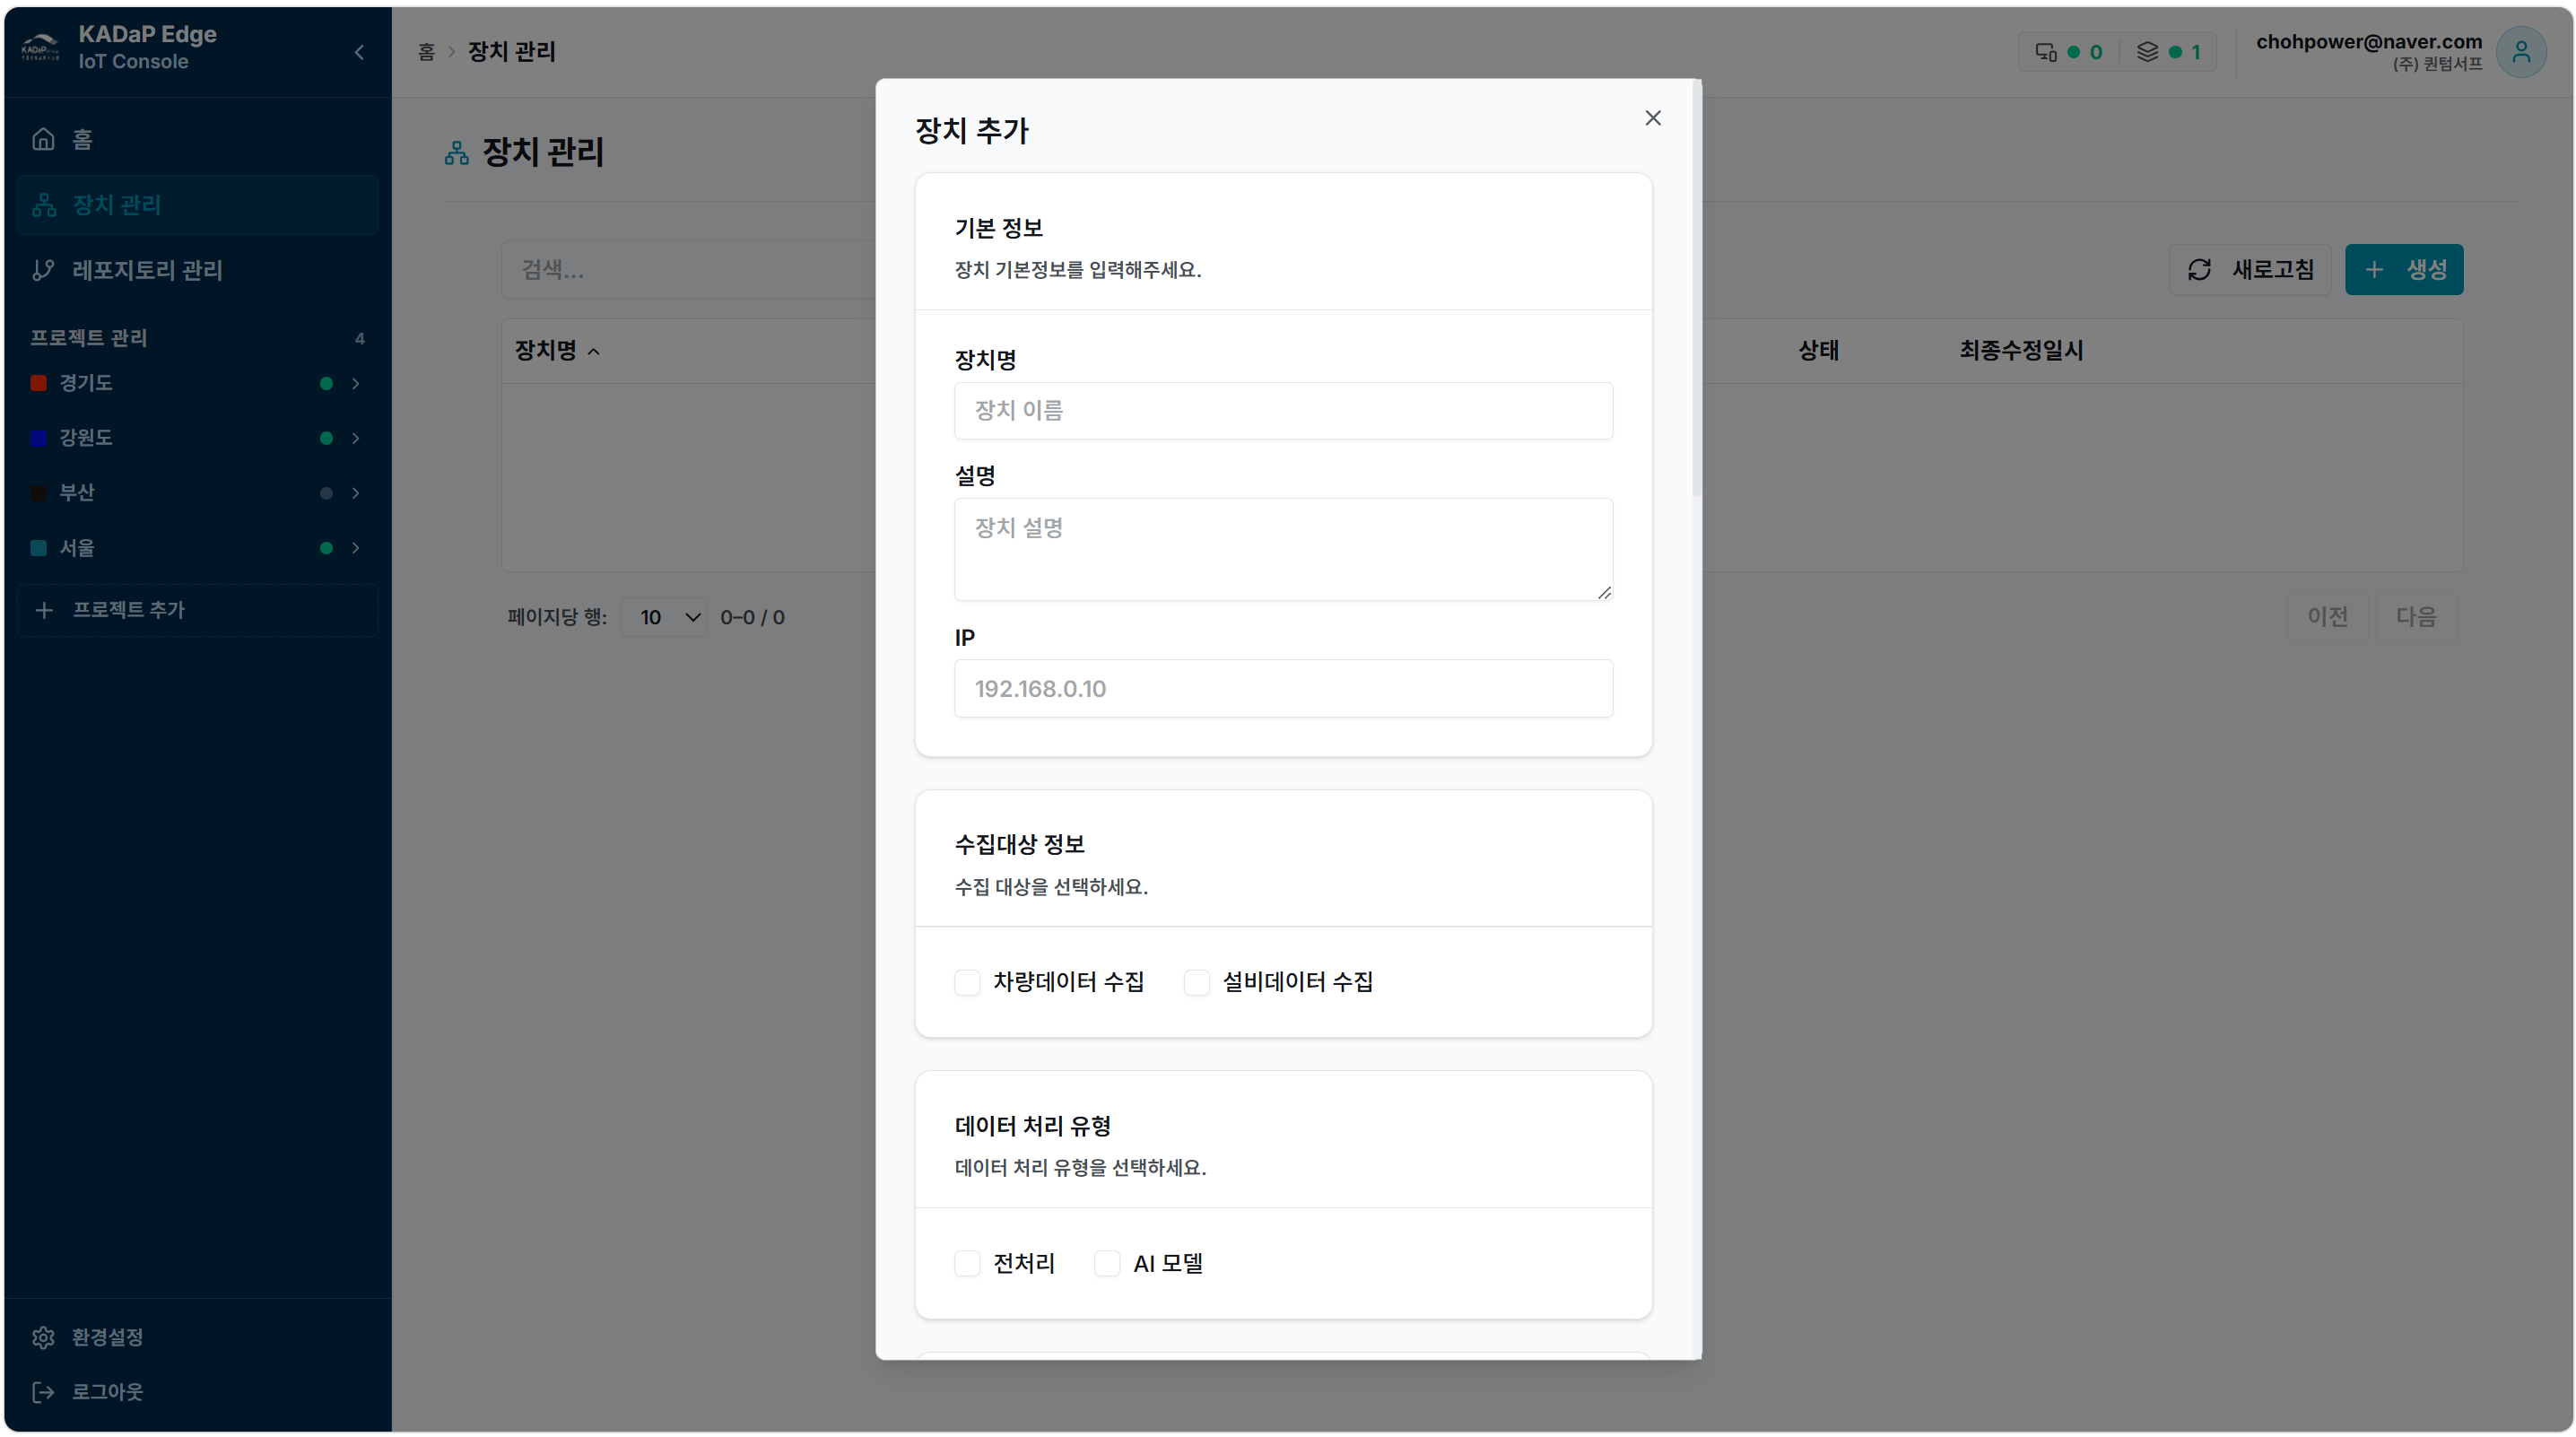 KADaP Edge
IoT Console
홈
장치 관리
레포지토리 관리
프로젝트 관리 4
경기도
강원도
부산
서울
프로젝트 추가
환경설정
로그아웃
홈 > 장치 관리
0 1
chohpower@naver.com
(주) 퀀텀서프
장치 관리
검색...
새로고침
생성
장치명 상태 최종수정일시
페이지당 행: 10 0–0 / 0
이전 다음
장치 추가
기본 정보
장치 기본정보를 입력해주세요.
장치명
장치 이름
설명
장치 설명
IP
192.168.0.10
수집대상 정보
수집 대상을 선택하세요.
차량데이터 수집 설비데이터 수집
데이터 처리 유형
데이터 처리 유형을 선택하세요.
전처리 AI 모델